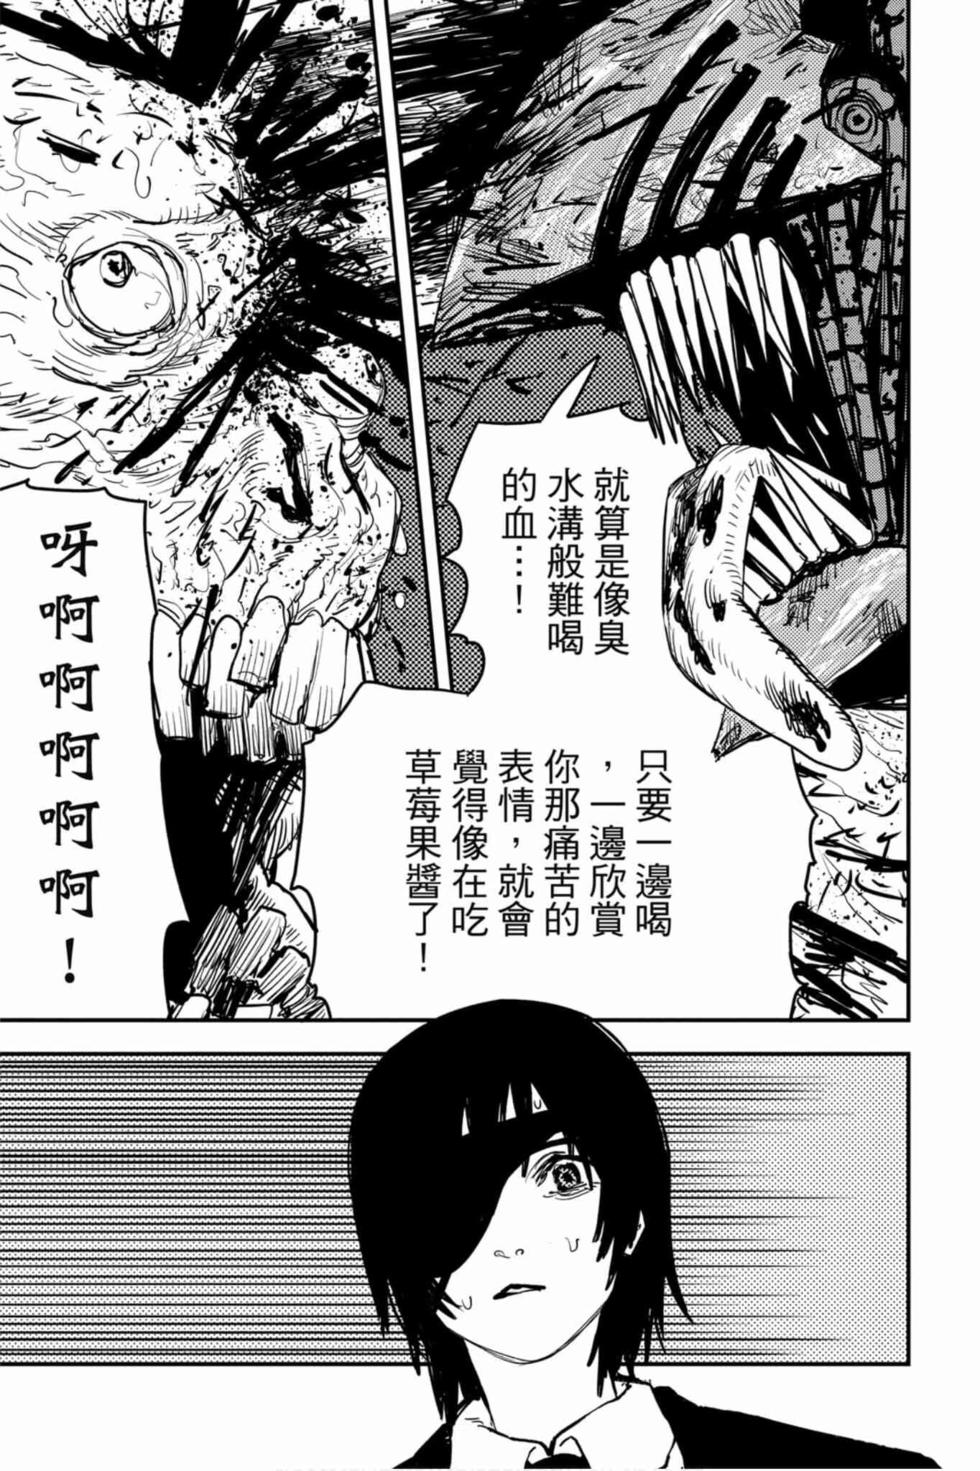 就算是像臭
水溝般難喝
的血…！
只要一邊喝
，一邊欣賞
你那痛苦的
表情，就會
覺得像在吃
草莓果醬了！
呀啊啊啊啊啊！